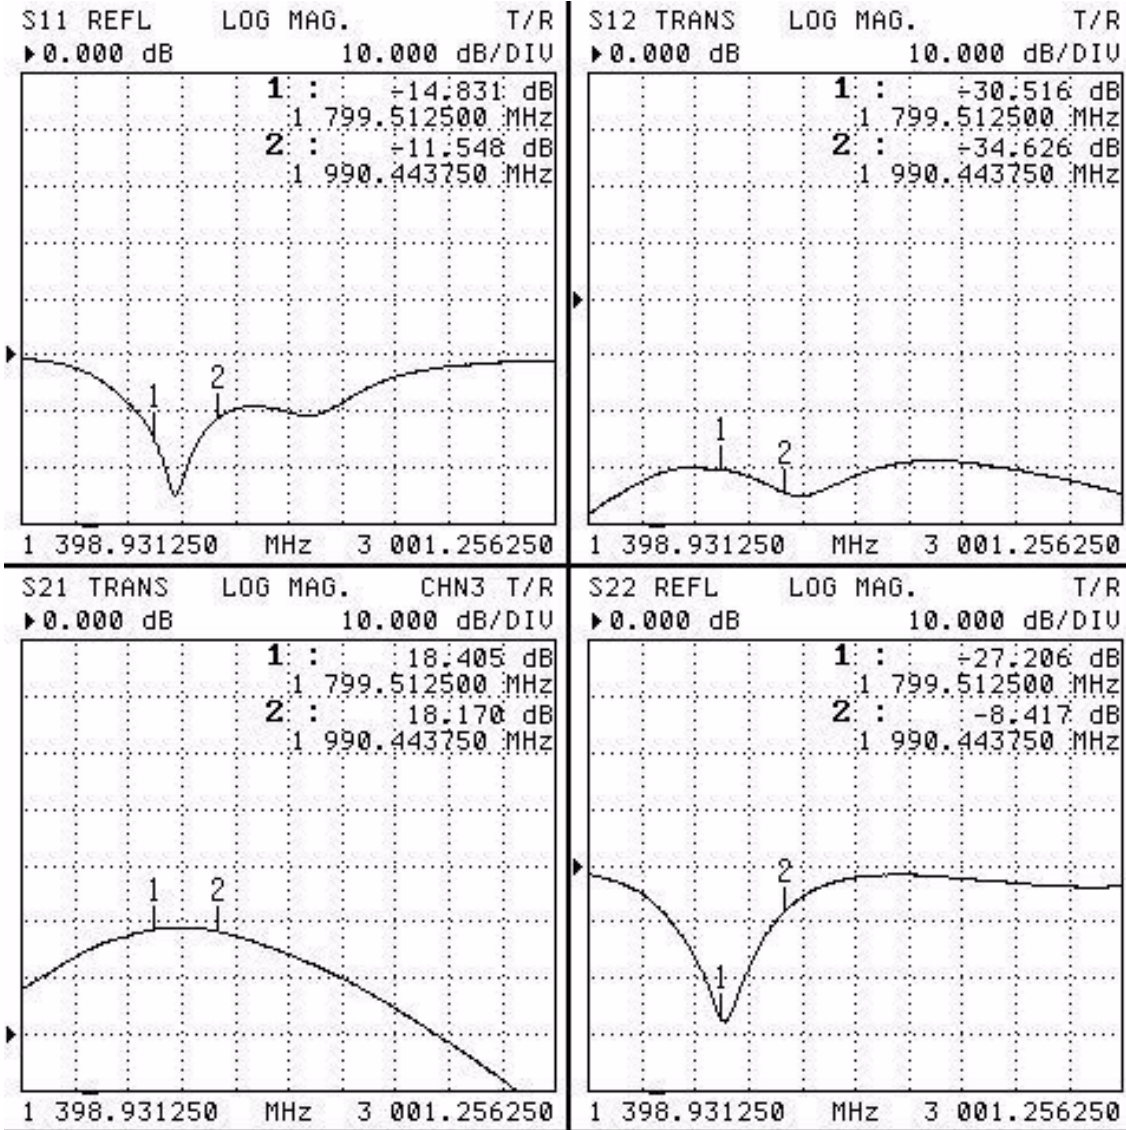 S11 REFL LOG MAG. T/R
▶0.000 dB 10.000 dB/DIV
1 : -14.831 dB
1 799.512500 MHz
2 : -11.548 dB
1 990.443750 MHz
1
2
1 398.931250 MHz 3 001.256250
S12 TRANS LOG MAG. T/R
▶0.000 dB 10.000 dB/DIV
1 : -30.516 dB
1 799.512500 MHz
2 : -34.626 dB
1 990.443750 MHz
1
2
1 398.931250 MHz 3 001.256250
S21 TRANS LOG MAG. CHN3 T/R
▶0.000 dB 10.000 dB/DIV
1 : 18.405 dB
1 799.512500 MHz
2 : 18.170 dB
1 990.443750 MHz
1 2
1 398.931250 MHz 3 001.256250
S22 REFL LOG MAG. T/R
▶0.000 dB 10.000 dB/DIV
1 : -27.206 dB
1 799.512500 MHz
2 : -8.417 dB
1 990.443750 MHz
2
1
1 398.931250 MHz 3 001.256250